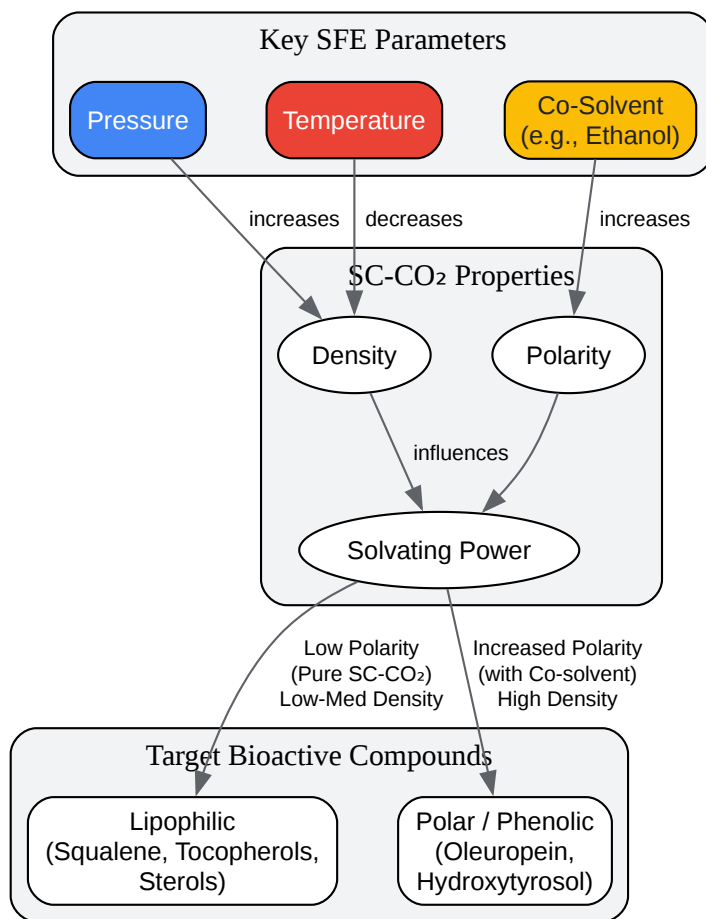 Key SFE Parameters
Pressure
Temperature
Co-Solvent
(e.g., Ethanol)
increases
decreases
increases
SC-CO₂ Properties
Density
Polarity
influences
Solvating Power
Low Polarity
(Pure SC-CO₂)
Low-Med Density
Increased Polarity
(with Co-solvent)
High Density
Target Bioactive Compounds
Lipophilic
(Squalene, Tocopherols,
Sterols)
Polar / Phenolic
(Oleuropein,
Hydroxytyrosol)